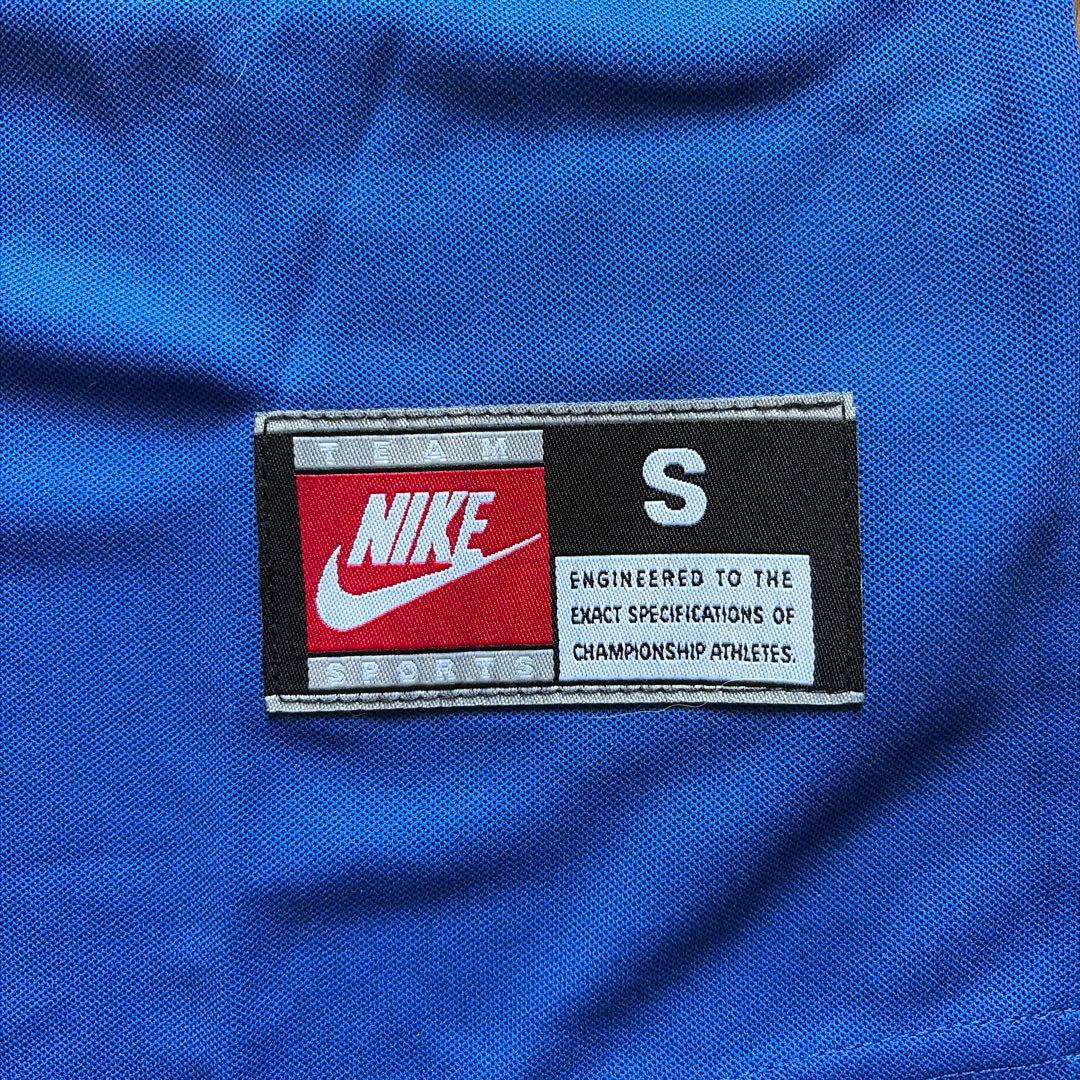 TEAM
NIKE
SPORTS
S
ENGINEERED TO THE
EXACT SPECIFICATIONS OF
CHAMPIONSHIP ATHLETES.